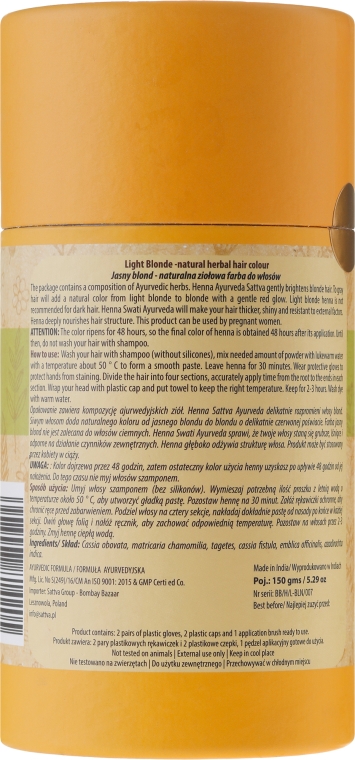 Light Blonde -natural herbal hair colour
Jasny blond - naturalna ziołowa farba do włosów
The package contains a composition of Ayurvedic herbs. Henna Ayurveda Sattva gently brightens blonde hair. To gray
hair will add a natural color from light blonde to blonde with a gentle red glow. Light blonde henna is not
recommended for dark hair. Henna Swati Ayurveda will make your hair thicker, shiny and resistant to external factors.
Henna deeply nourishes hair structure. This product can be used by pregnant women.
ATTENTION: The color ripens for 48 hours, so the final color of henna is obtained 48 hours after its application. Until
then, do not wash your hair with shampoo.
How to use: Wash your hair with shampoo (without silicones), mix needed amount of powder with lukewarm water
with a temperature about 50 ° C to form a smooth paste. Leave henna for 30 minutes. Wear protective gloves to
protect hands from staining. Divide the hair into four sections, accurately apply time from the root to the ends in each
section. Wrap your head with plastic cap and put towel to keep the right temperature. Keep for 2-3 hours. Wash dye
with warm water.
Opakowanie zawiera kompozycję ajurwedyjskich ziół. Henna Sattva Ayurveda delikatnie rozpromieni włosy blond.
Siwym włosom doda naturalnego koloru od jasnego blondu do blondu o delikatnie czerwonej poświacie. Farba jasny
blond nie jest zalecana do włosów ciemnych. Henna Swati Ayurveda sprawi, że twoje włosy staną się grubsze, lśniące i
odporne na działanie czynników zewnętrznych. Henna głęboko odżywia strukturę włosa. Produkt może być stosowany
przez kobiety w ciąży.
UWAGA: : Kolor dojrzewa przez 48 godzin, zatem ostateczny kolor użycia henny uzyskasz po upływie 48 godzin od jej
nałożenia. Do tego czasu nie myj włosów szamponem.
Sposób użycia: Umyj włosy szamponem (bez silikonów). Wymieszaj potrzebną ilość proszku z letnią wodą o
temperaturze około 50 ° C, aby utworzyć gładką pastę. Pozostaw hennę na 30 minut. Załóż rękawiczki ochronne, aby
chronić ręce przed zabarwieniem. Podziel włosy na cztery sekcje, nakładaj dokładnie pastę od nasady po końce w każdej
sekcji. Owiń głowę folią i nałóż ręcznik, aby zachować odpowiednią temperaturę. Pozostaw na włosach przez 2-3
godziny. Zmyj hennę ciepłą wodą.
Ingredients/ Skład: Cassia obovata, matricaria chamomilla, tagetes, cassia fistula, emblica officinalis, azadirachta
indica.
AYURVEDIC FORMULA / FORMUŁA AYURVEDYJSKA
Mfg. Lic. No S(249)/16/CM An ISO 9001: 2015 & GMP Certi ed Co.
Importer: Sattva Group - Bombay Bazaar
Lesznowola, Poland
email: info@sattva.pl
Made in India/ Wyprodukowano w Indiach
Poj.: 150 gms / 5.29 oz
Nr serii: BB/H/L-BLN/007
Best before/ Najlepiej zużyć przed:
Product contains: 2 pairs of plastic gloves, 2 plastic caps and 1 application brush ready to use.
Produkt zawiera: 2 pary plastikowych rękawiczek i 2 plastikowe czepki, 1 pędzel aplikacyjny gotowe do użycia.
Not tested on animals | External use only | Keep in cool place
Nie testowano na zwierzętach | Do użytku zewnętrznego | Przechowywać w chłodnym miejscu